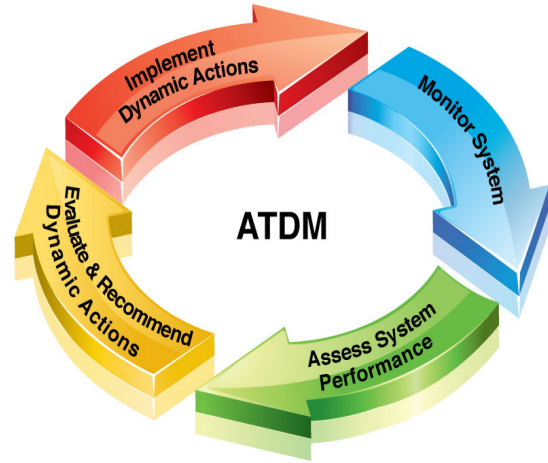 Implement
Dynamic Actions
Monitor System
ATDM
Assess System
Performance
Evaluate & Recommend
Dynamic Actions